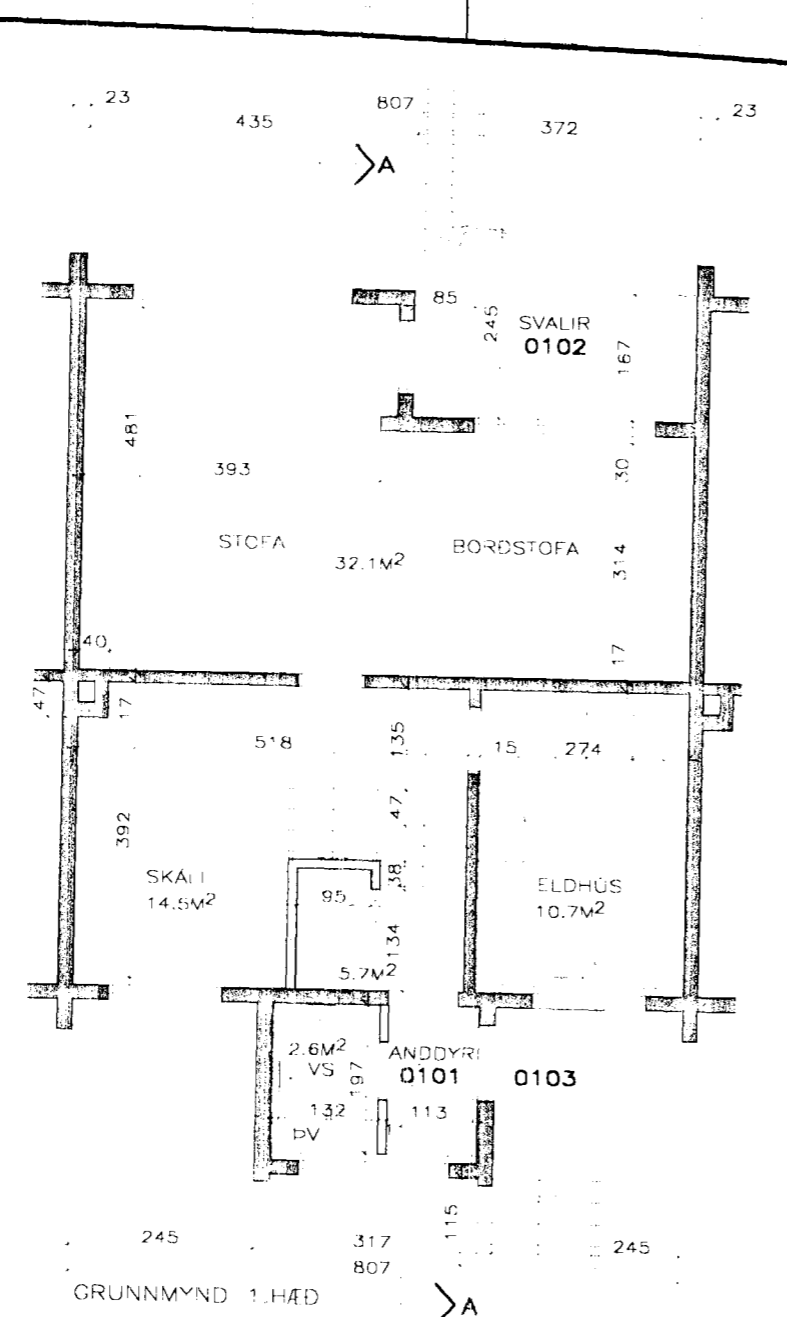 23 807 23
435 372
A
85
245
SVALIR
0102
167
481
393
30
STOFA BORÐSTOFA
32.1M²
314
40
17
47
17
518
135
15 274
47
392
SKÁLI
14.5M²
38
95
ELDHÚS
10.7M²
134
5.7M²
2.6M² ANDDYRI
VS 0101 0103
197
132 113
ÞV
115
245 317 245
807
GRUNNMYND 1.HÆÐ
A